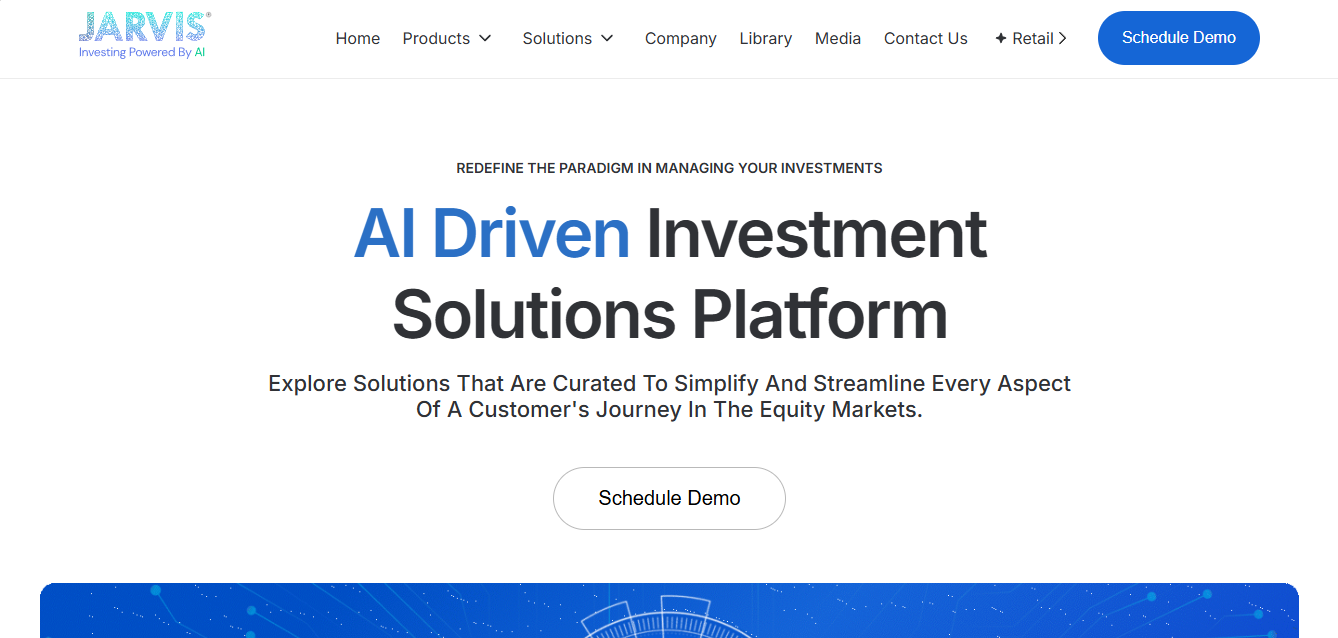 JARVIS®
Investing Powered By AI
Home Products Solutions Company Library Media Contact Us Retail Schedule Demo
REDEFINE THE PARADIGM IN MANAGING YOUR INVESTMENTS
AI Driven Investment
Solutions Platform
Explore Solutions That Are Curated To Simplify And Streamline Every Aspect
Of A Customer's Journey In The Equity Markets.
Schedule Demo